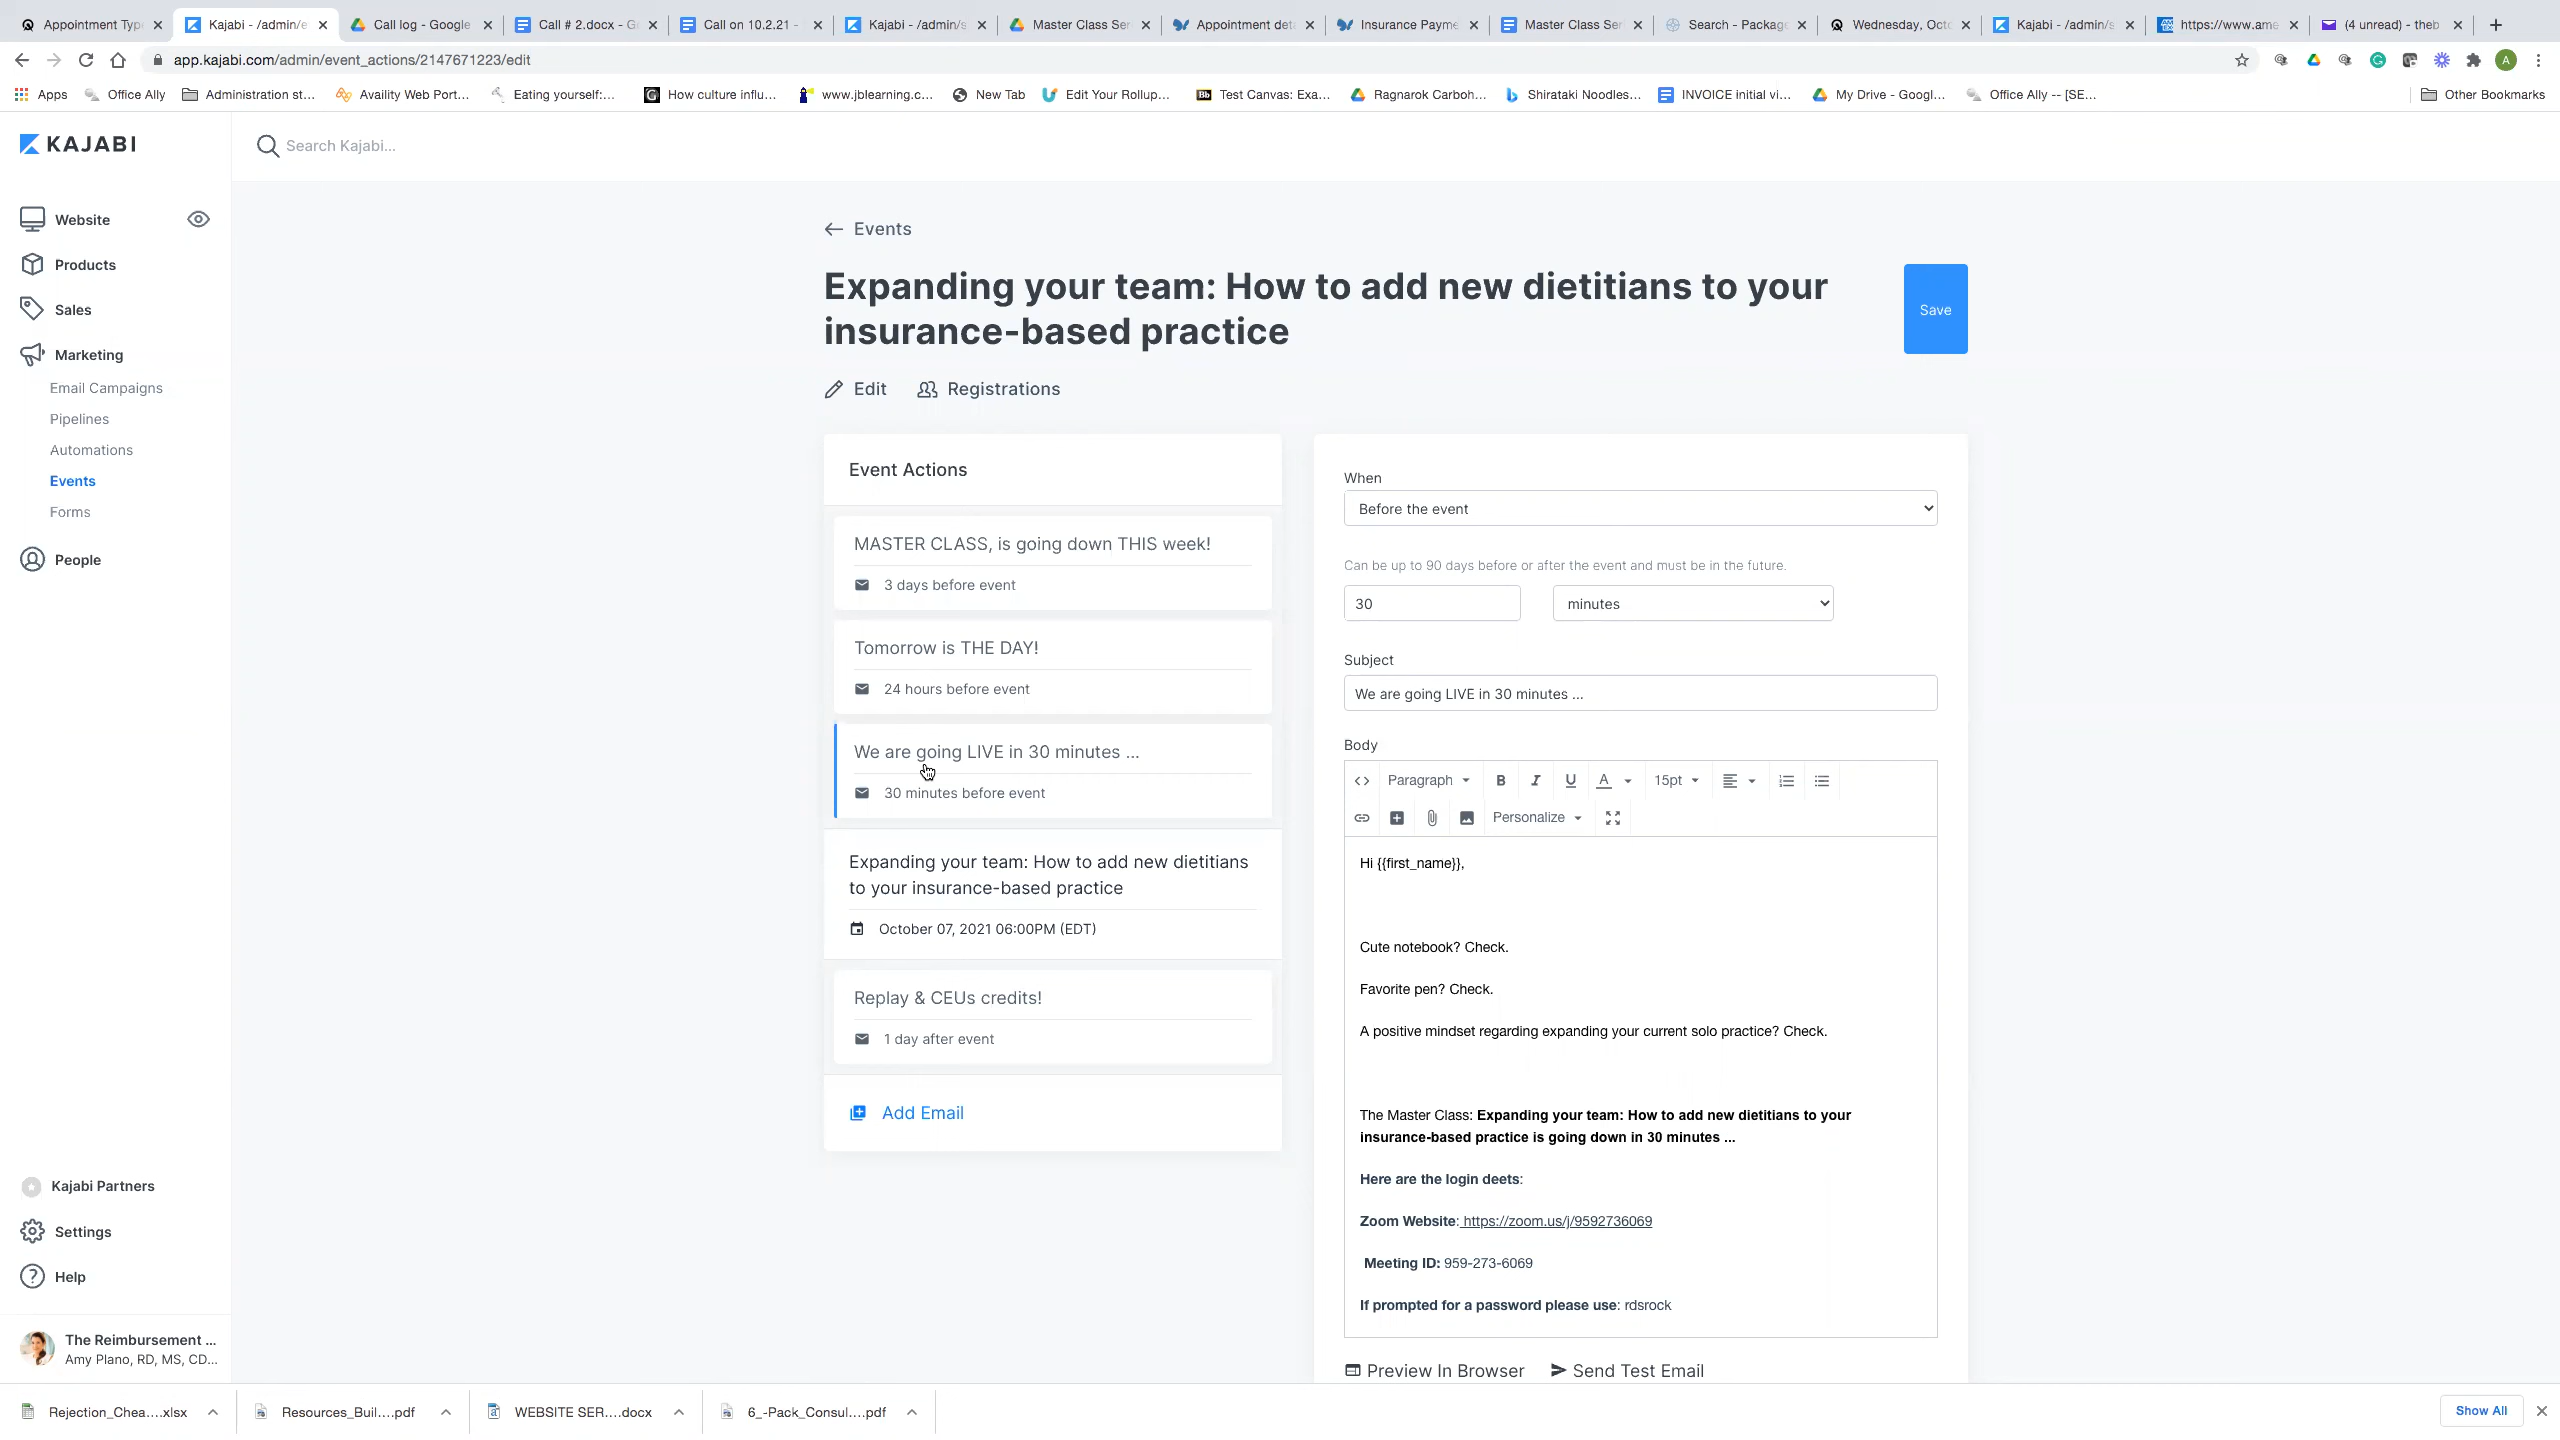 Appointment Typ
Kajabi - /admin/e
Call log - Google
Call # 2.docx - G
Call on 10.2.21 -
Kajabi - /admin/s
Master Class Ser
Appointment det
Insurance Payme
Master Class Ser
Search - Package
Wednesday, Octo
Kajabi - /admin/s
https://www.ame
(4 unread) - theb
app.kajabi.com/admin/event_actions/2147671223/edit
A
Apps
Office Ally
Administration st...
Availity Web Port...
Eating yourself:...
How culture influ...
www.jblearning.c...
New Tab
Edit Your Rollup...
Test Canvas: Exa...
Ragnarok Carboh...
Shirataki Noodles...
INVOICE initial vi...
My Drive - Googl...
Office Ally -- [SE...
Other Bookmarks
KAJABI
Search Kajabi...
Website
Products
Sales
Marketing
Email Campaigns
Pipelines
Automations
Events
Forms
People
Kajabi Partners
Settings
Help
The Reimbursement ...
Amy Plano, RD, MS, CD...
Events
Expanding your team: How to add new dietitians to your
insurance-based practice
Save
Edit
Registrations
Event Actions
MASTER CLASS, is going down THIS week!
3 days before event
Tomorrow is THE DAY!
24 hours before event
We are going LIVE in 30 minutes ...
30 minutes before event
Expanding your team: How to add new dietitians
to your insurance-based practice
October 07, 2021 06:00PM (EDT)
Replay & CEUs credits!
1 day after event
Add Email
When
Before the event
Can be up to 90 days before or after the event and must be in the future.
30
minutes
Subject
We are going LIVE in 30 minutes ...
Body
Paragraph
B
I
U
A
15pt
Personalize
Hi {{first_name}},
Cute notebook? Check.
Favorite pen? Check.
A positive mindset regarding expanding your current solo practice? Check.
The Master Class: Expanding your team: How to add new dietitians to your
insurance-based practice is going down in 30 minutes ...
Here are the login deets:
Zoom Website: https://zoom.us/j/9592736069
Meeting ID: 959-273-6069
If prompted for a password please use: rdsrock
Preview In Browser
Send Test Email
Rejection_Chea....xlsx
Resources_Buil....pdf
WEBSITE SER....docx
6_-Pack_Consul....pdf
Show All